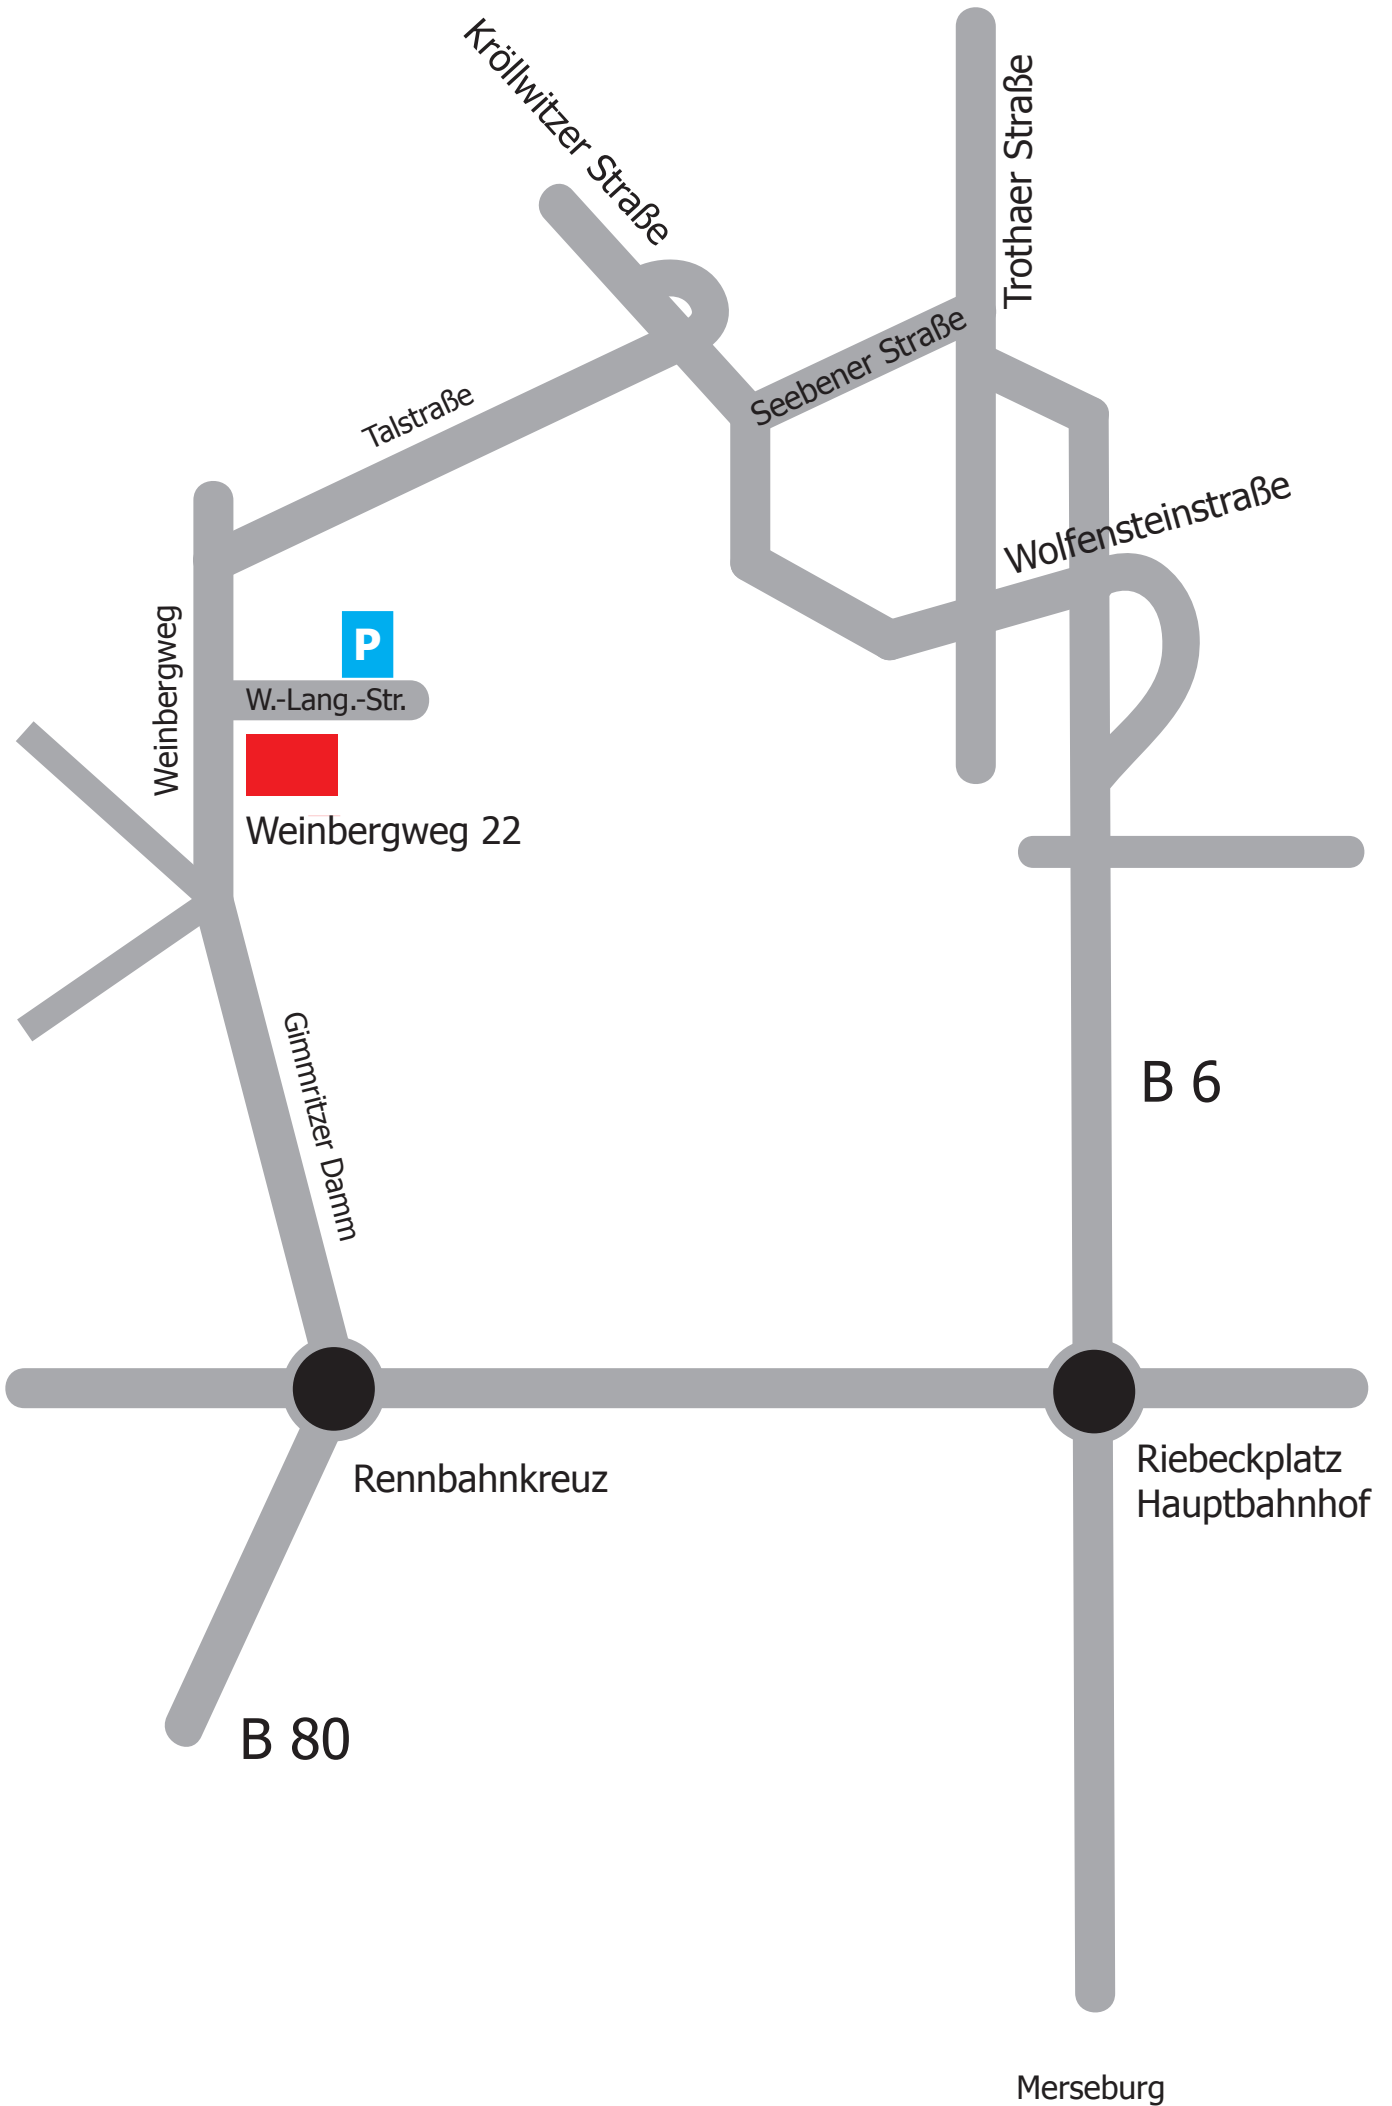 Kröllwitzer Straße
Trothaer Straße
Seebener Straße
Talstraße
Wolfensteinstraße
Weinbergweg
P
W.-Lang.-Str.
Weinbergweg 22
Gimmritzer Damm
B 6
Rennbahnkreuz
Riebeckplatz
Hauptbahnhof
B 80
Merseburg